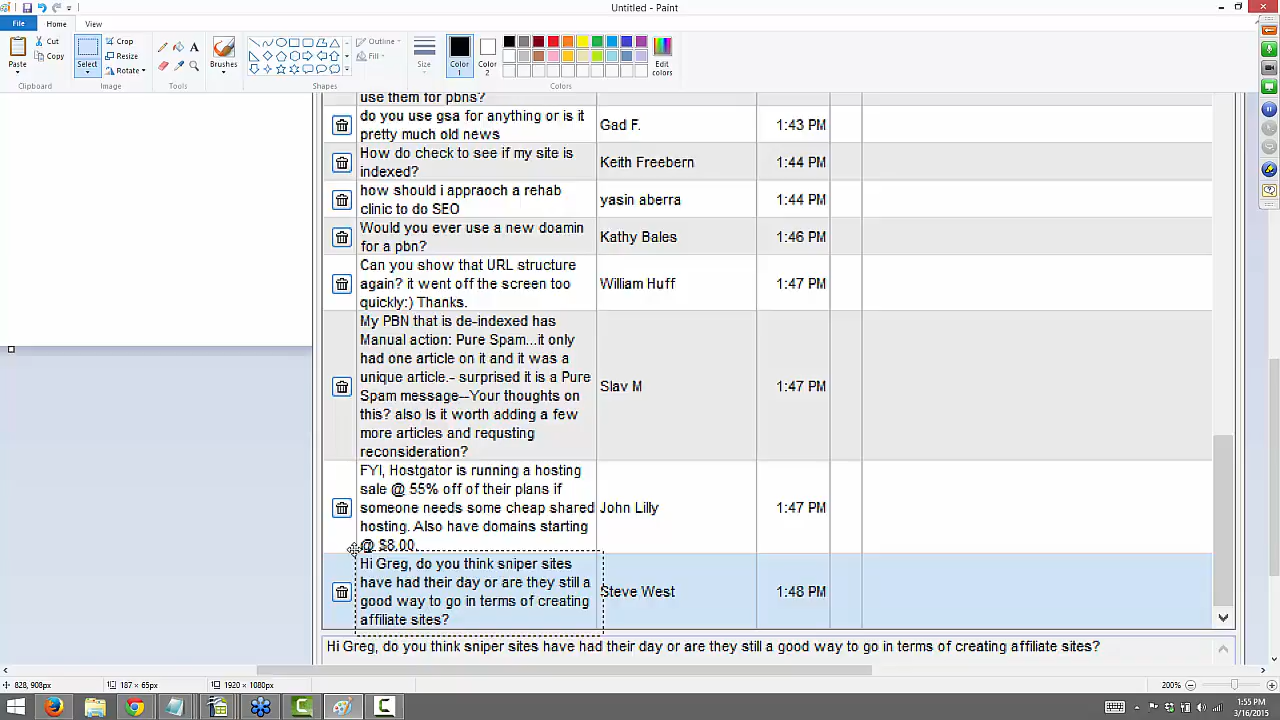 Untitled - Paint
File
Home
View
Paste
Cut
Copy
Clipboard
Select
Crop
Resize
Rotate
Image
Tools
Brushes
Shapes
Outline
Fill
Size
Color 1
Color 2
Edit colors
Colors
use them for pbns?
do you use gsa for anything or is it
pretty much old news
Gad F.
1:43 PM
How do check to see if my site is
indexed?
Keith Freebern
1:44 PM
how should i appraoch a rehab
clinic to do SEO
yasin aberra
1:44 PM
Would you ever use a new doamin
for a pbn?
Kathy Bales
1:46 PM
Can you show that URL structure
again? it went off the screen too
quickly:) Thanks.
William Huff
1:47 PM
My PBN that is de-indexed has
Manual action: Pure Spam...it only
had one article on it and it was a
unique article.- surprised it is a Pure
Spam message--Your thoughts on
this? also Is it worth adding a few
more articles and requsting
reconsideration?
Slav M
1:47 PM
FYI, Hostgator is running a hosting
sale @ 55% off of their plans if
someone needs some cheap shared
hosting. Also have domains starting
@ $8.00
John Lilly
1:47 PM
Hi Greg, do you think sniper sites
have had their day or are they still a
good way to go in terms of creating
affiliate sites?
Steve West
1:48 PM
Hi Greg, do you think sniper sites have had their day or are they still a good way to go in terms of creating affiliate sites?
828, 908px
187 × 65px
1920 × 1080px
200%
1:55 PM
3/16/2015